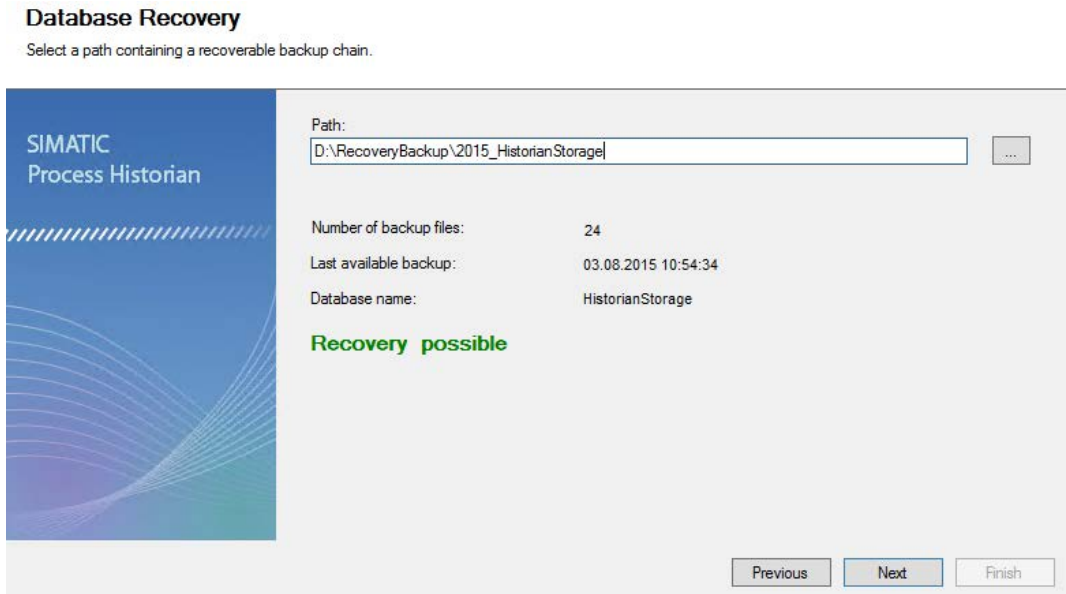 Database Recovery
Select a path containing a recoverable backup chain.
SIMATIC
Process Historian
Path:
D:\RecoveryBackup\2015_HistorianStorage
...
Number of backup files: 24
Last available backup: 03.08.2015 10:54:34
Database name: HistorianStorage
Recovery possible
Previous Next Finish